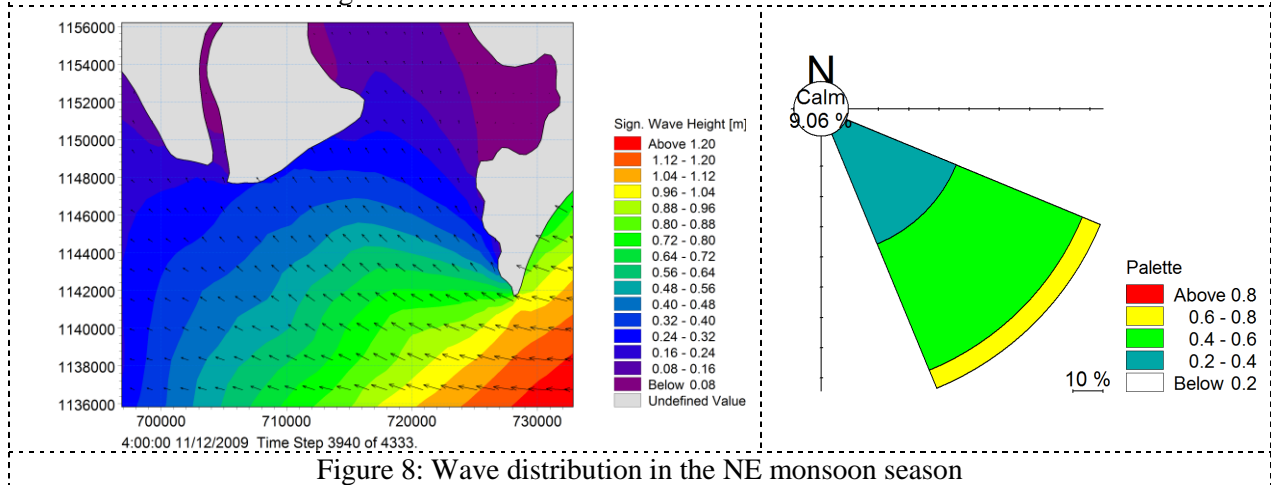 1156000
1154000
1152000
1150000
1148000
1146000
1144000
1142000
1140000
1138000
1136000
700000
710000
720000
730000
4:00:00 11/12/2009 Time Step 3940 of 4333.
Sign. Wave Height [m]
Above 1.20
1.12 - 1.20
1.04 - 1.12
0.96 - 1.04
0.88 - 0.96
0.80 - 0.88
0.72 - 0.80
0.64 - 0.72
0.56 - 0.64
0.48 - 0.56
0.40 - 0.48
0.32 - 0.40
0.24 - 0.32
0.16 - 0.24
0.08 - 0.16
Below 0.08
Undefined Value
N
Calm
9.06 %
10 %
Palette
Above 0.8
0.6 - 0.8
0.4 - 0.6
0.2 - 0.4
Below 0.2
Figure 8: Wave distribution in the NE monsoon season